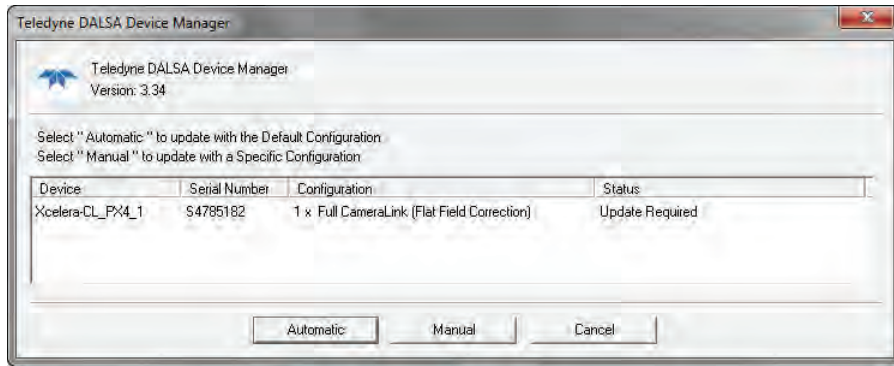 Teledyne DALSA Device Manager
Teledyne DALSA Device Manager
Version: 3.34
Select "Automatic" to update with the Default Configuration
Select "Manual" to update with a Specific Configuration
Device Serial Number Configuration Status
Xcelera-CL_PX4_1 S4785182 1 x Full CameraLink (Flat Field Correction) Update Required
Automatic Manual Cancel